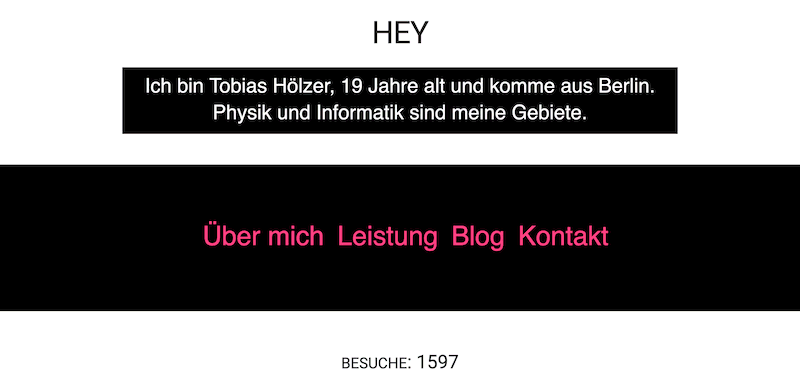 HEY
Ich bin Tobias Hölzer, 19 Jahre alt und komme aus Berlin.
Physik und Informatik sind meine Gebiete.
Über mich Leistung Blog Kontakt
BESUCHE: 1597